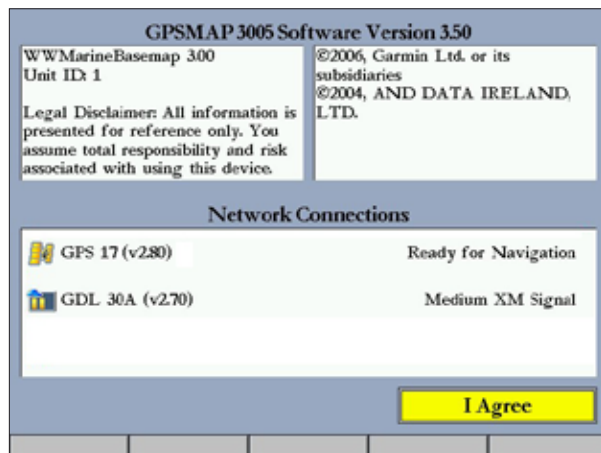 GPSMAP 3005 Software Version 3.50
WWMarineBasemap 3.00
Unit ID: 1
Legal Disclaimer: All information is
presented for reference only. You
assume total responsibility and risk
associated with using this device.
©2006, Garmin Ltd. or its
subsidiaries
©2004, AND DATA IRELAND,
LTD.
Network Connections
GPS 17 (v2.80) Ready for Navigation
GDL 30A (v2.70) Medium XM Signal
I Agree